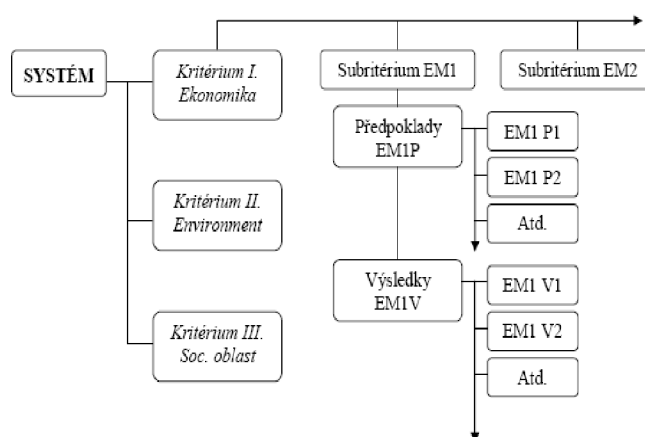 SYSTÉM
Kritérium I.
Ekonomika
Subritérium EM1
Subritérium EM2
Předpoklady
EM1P
EM1 P1
EM1 P2
Atd.
Kritérium II.
Environment
Výsledky
EM1V
EM1 V1
EM1 V2
Atd.
Kritérium III.
Soc. oblast